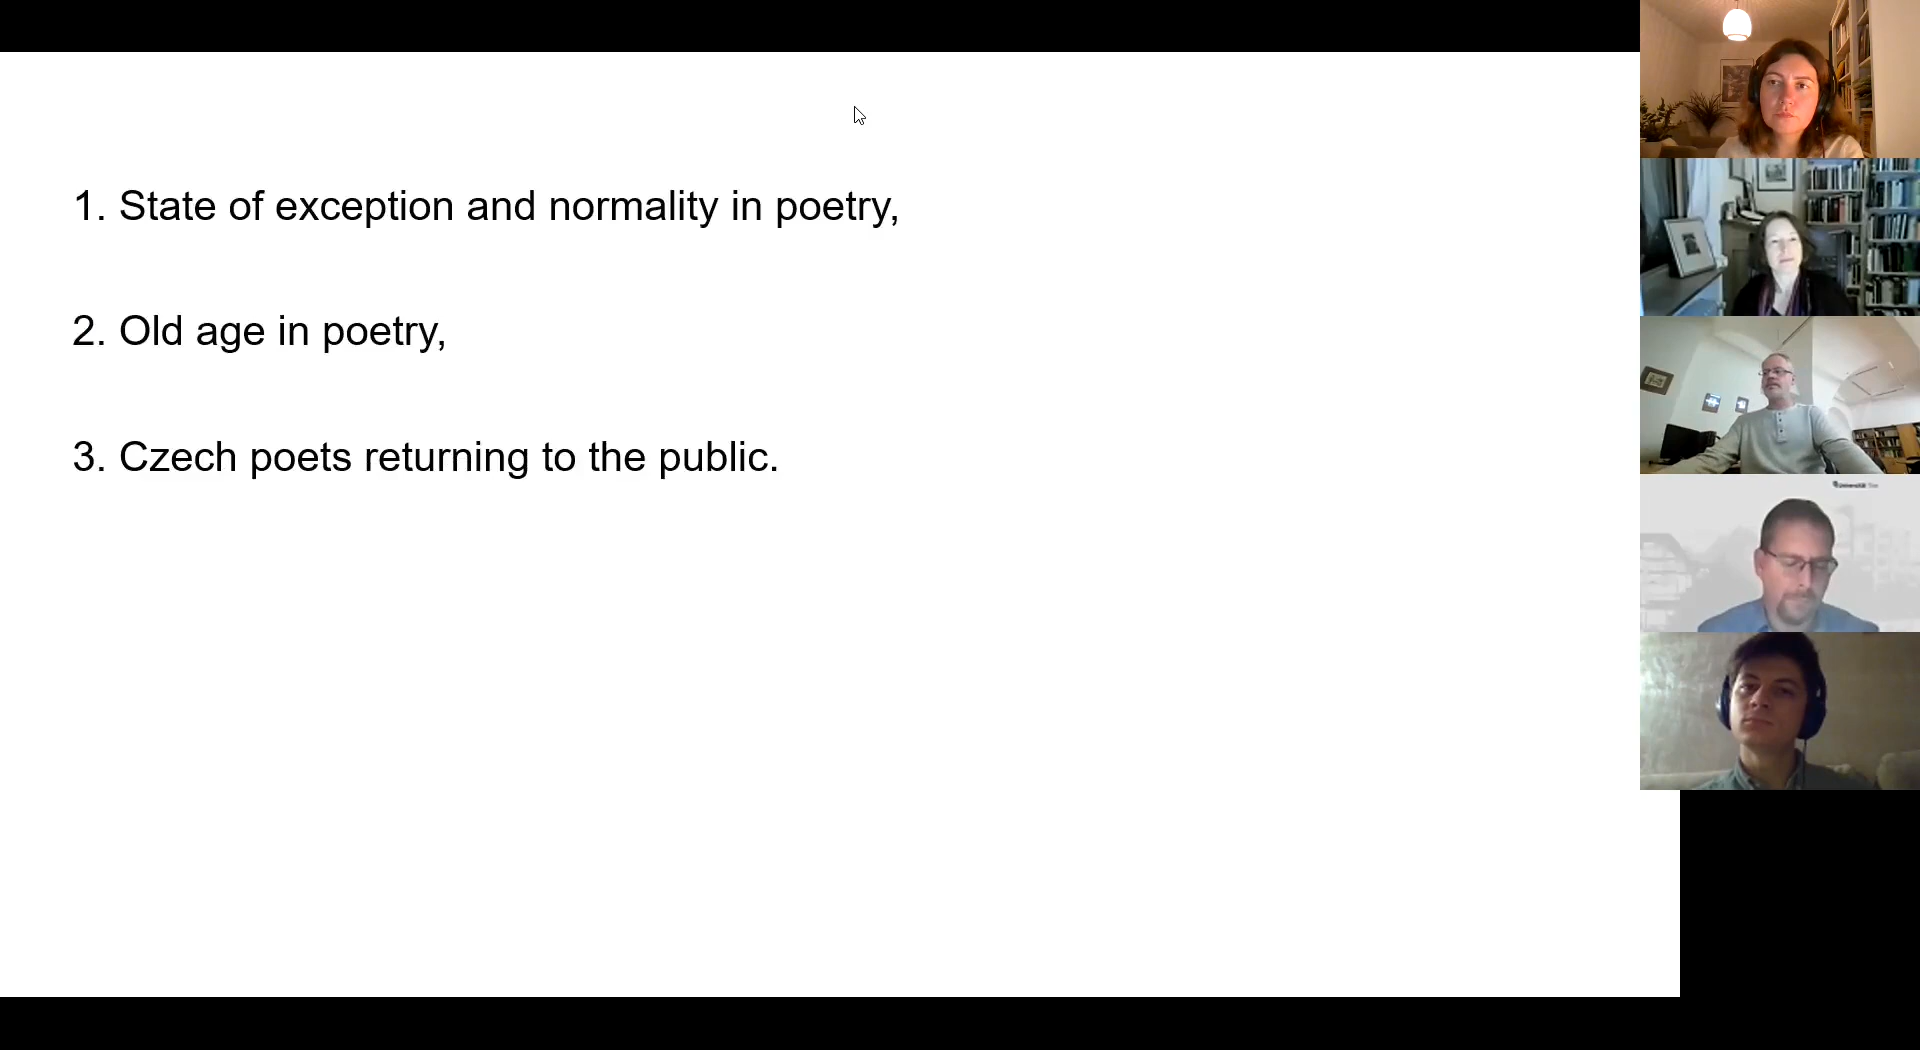 1. State of exception and normality in poetry,
2. Old age in poetry,
3. Czech poets returning to the public.
Universität